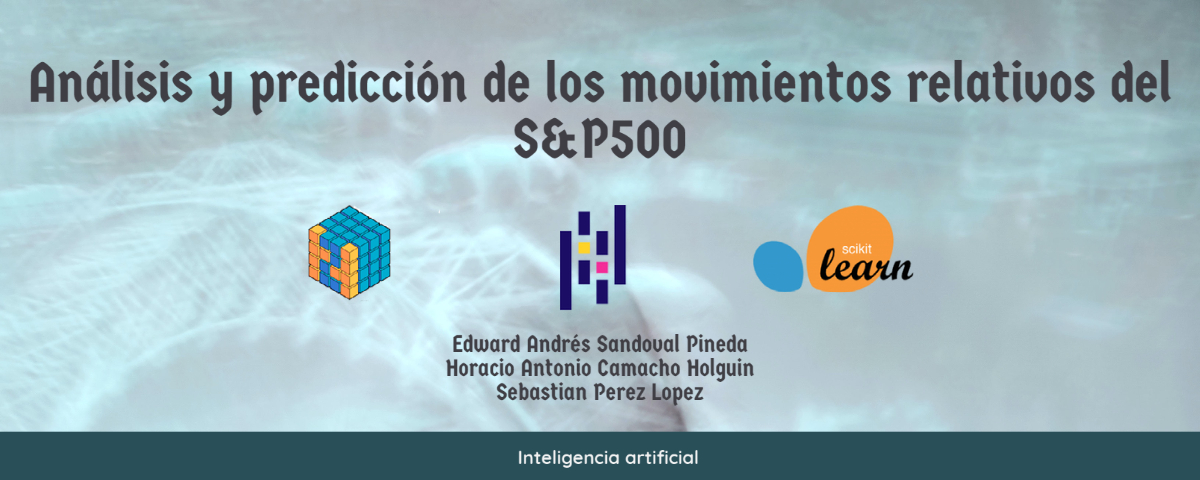 Análisis y predicción de los movimientos relativos del
S&P500
scikit
learn
Edward Andrés Sandoval Pineda
Horacio Antonio Camacho Holguin
Sebastian Perez Lopez
Inteligencia artificial